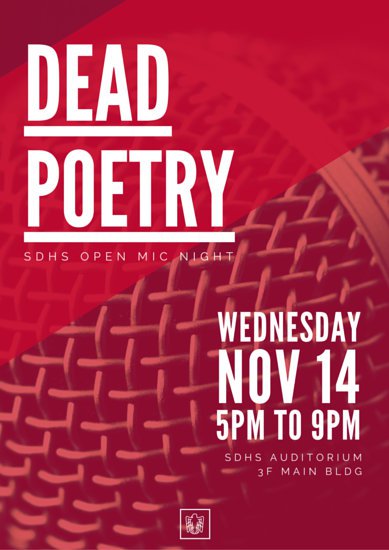 DEAD
POETRY
SDHS OPEN MIC NIGHT
WEDNESDAY
NOV 14
5PM TO 9PM
SDHS AUDITORIUM
3F MAIN BLDG